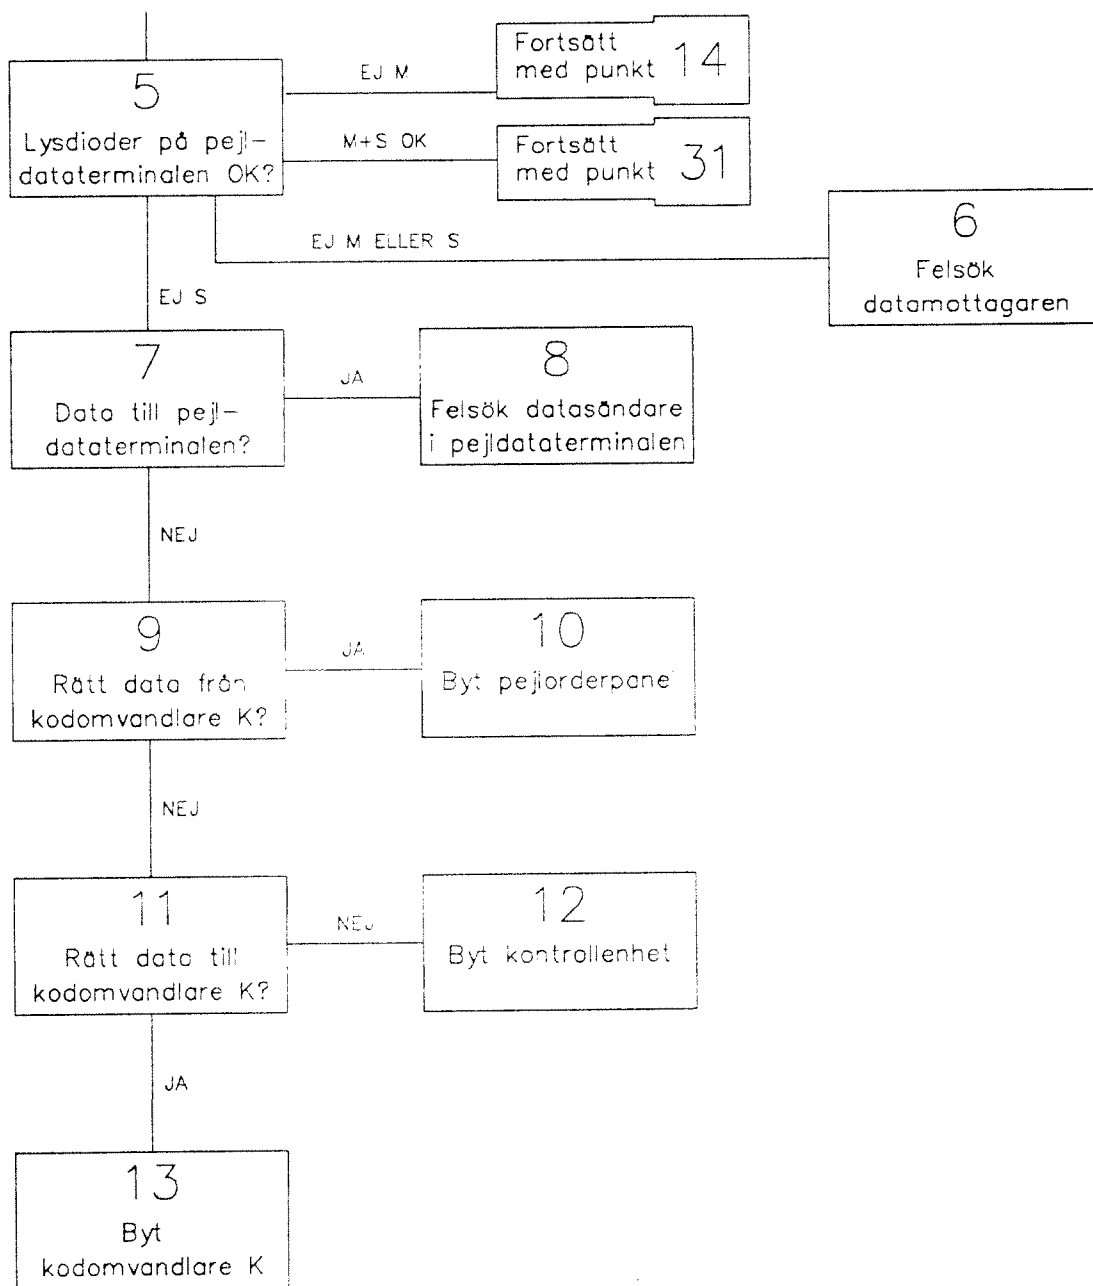 5
Lysdioder på pejl-
dataterminalen OK?
EJ M
Fortsätt
med punkt 14
M+S OK
Fortsätt
med punkt 31
EJ M ELLER S
6
Felsök
datamottagaren
EJ S
7
Data till pejl-
dataterminalen?
JA
8
Felsök datasändare
i pejldataterminalen
NEJ
9
Rätt data från
kodomvandlare K?
JA
10
Byt pejlorderpanel
NEJ
11
Rätt data till
kodomvandlare K?
NEJ
12
Byt kontrollenhet
JA
13
Byt
kodomvandlare K